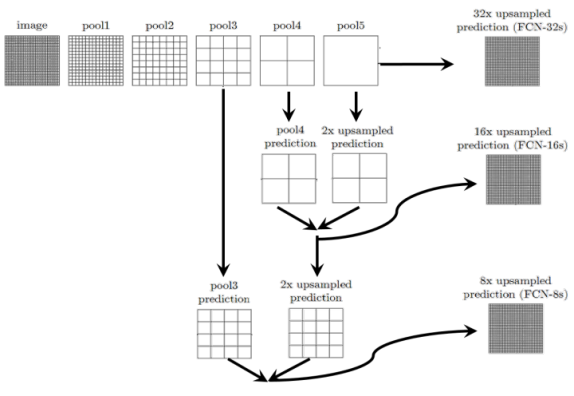 image
pool1
pool2
pool3
pool4
pool5
32x upsampled
prediction (FCN-32s)
pool4
prediction
2x upsampled
prediction
16x upsampled
prediction (FCN-16s)
pool3
prediction
2x upsampled
prediction
8x upsampled
prediction (FCN-8s)